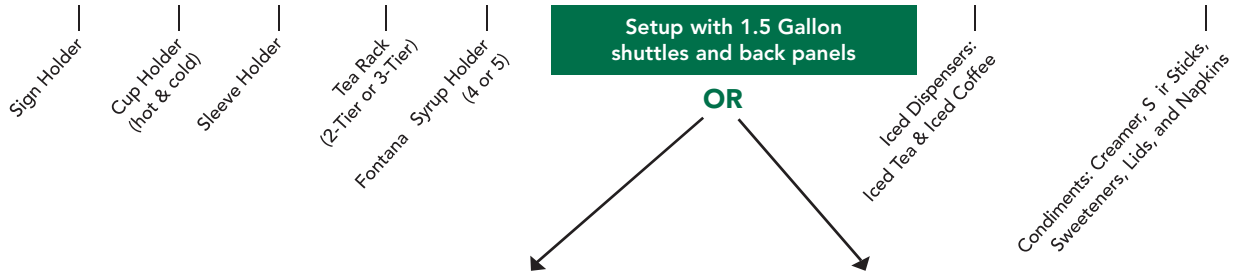 Sign Holder
Cup Holder
(hot & cold)
Sleeve Holder
Tea Rack
(2-Tier or 3-Tier)
Fontana Syrup Holder
(4 or 5)
Setup with 1.5 Gallon
shuttles and back panels
OR
Iced Dispensers:
Iced Tea & Iced Coffee
Condiments: Creamer, S ir Sticks,
Sweeteners, Lids, and Napkins